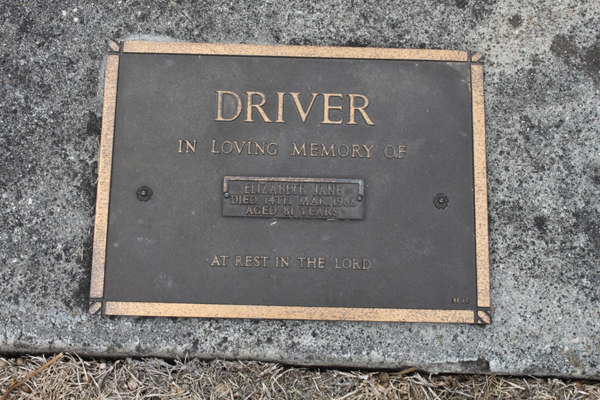 DRIVER
IN LOVING MEMORY OF
ELIZABETH JANE
DIED 14TH MAR. 1988
AGED 81 YEARS
AT REST IN THE LORD